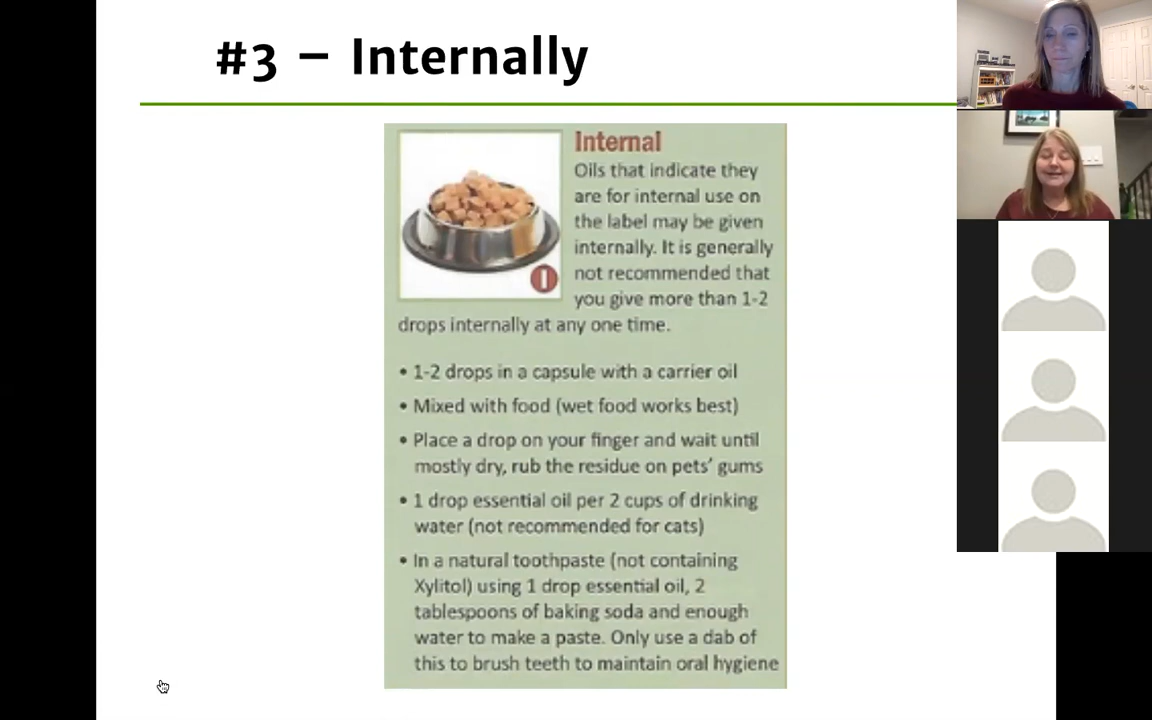 #3 – Internally
Internal
Oils that indicate they
are for internal use on
the label may be given
internally. It is generally
not recommended that
you give more than 1-2
drops internally at any one time.
I
• 1-2 drops in a capsule with a carrier oil
• Mixed with food (wet food works best)
• Place a drop on your finger and wait until
mostly dry, rub the residue on pets' gums
• 1 drop essential oil per 2 cups of drinking
water (not recommended for cats)
• In a natural toothpaste (not containing
Xylitol) using 1 drop essential oil, 2
tablespoons of baking soda and enough
water to make a paste. Only use a dab of
this to brush teeth to maintain oral hygiene